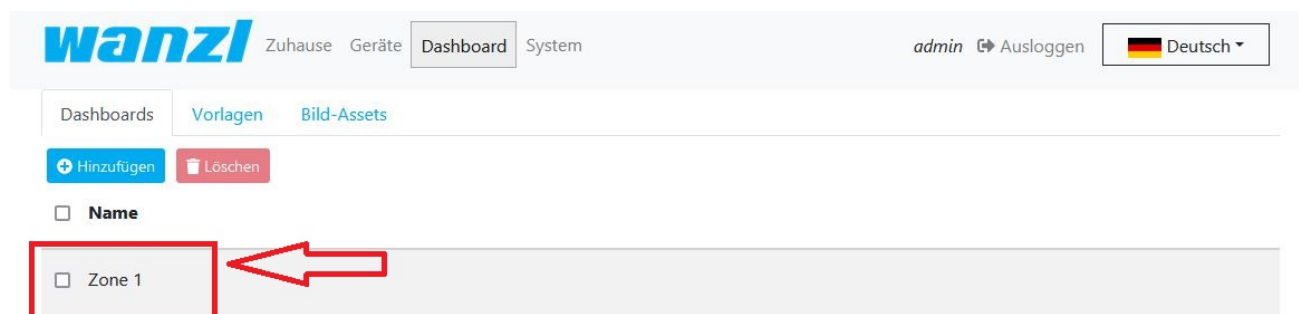 wanzl Zuhause Geräte Dashboard System admin Ausloggen Deutsch
Dashboards Vorlagen Bild-Assets
Hinzufügen Löschen
Name
Zone 1